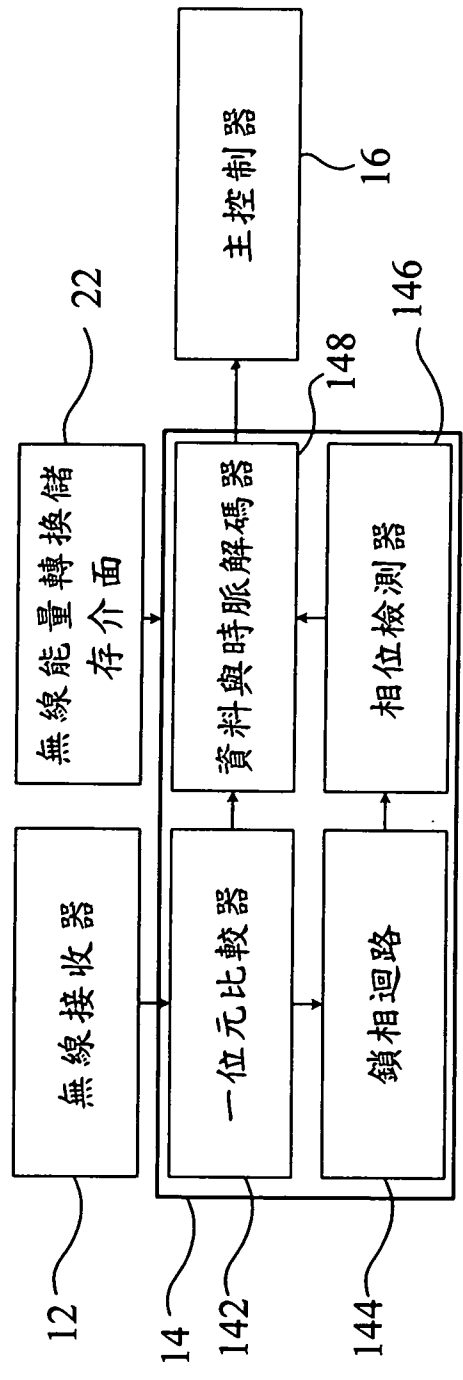 無線接收器
無線能量轉換儲
存介面
12
22
一位元比較器
資料與時脈解碼器
主控制器
14
142
148
16
鎖相迴路
相位檢測器
144
146